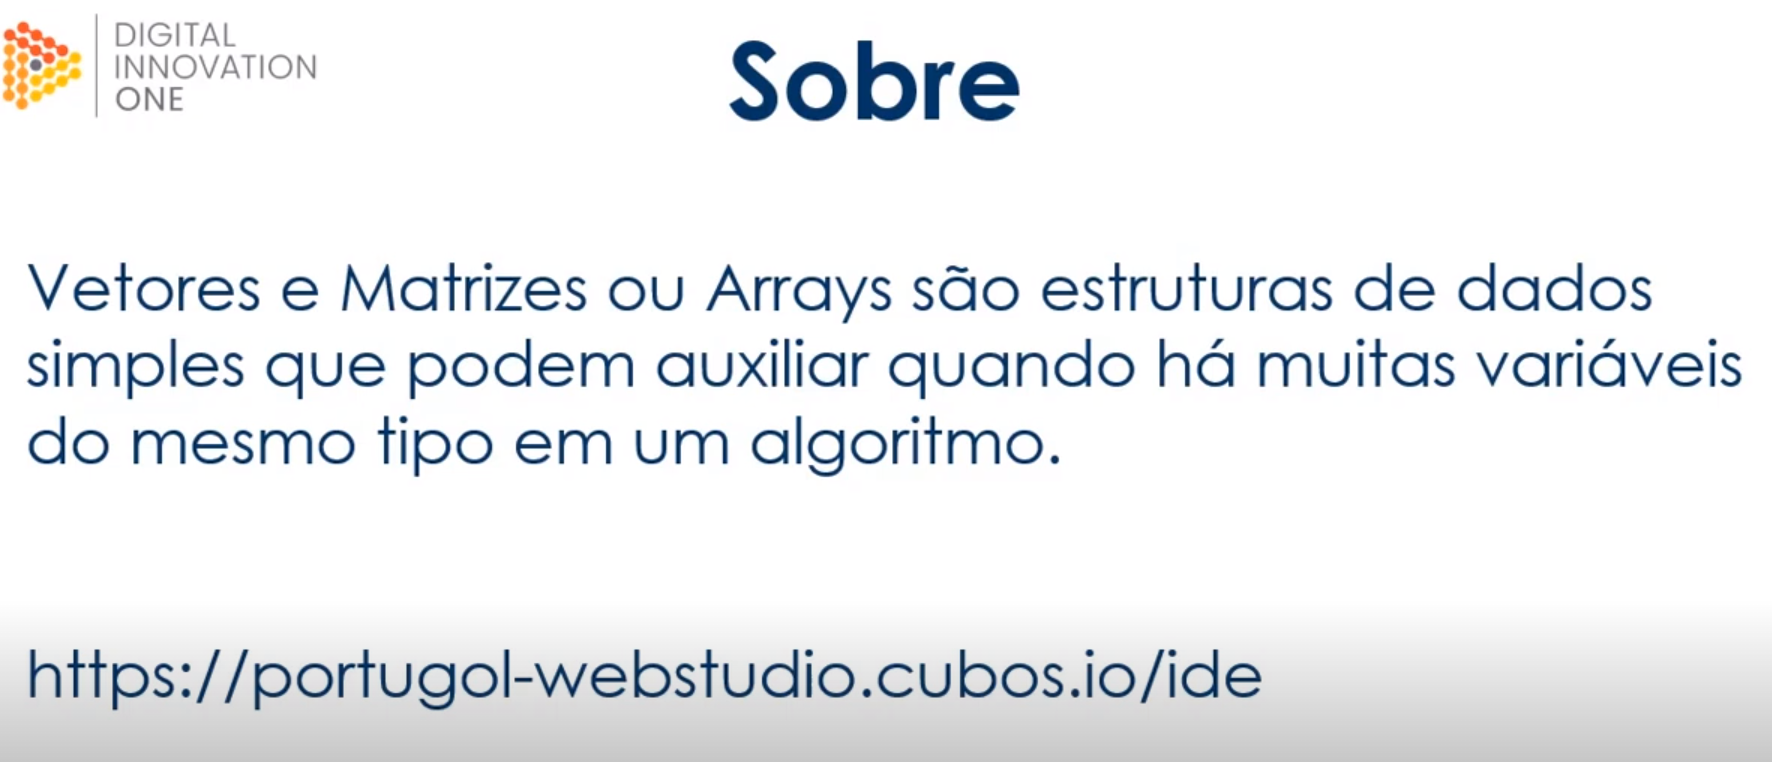 DIGITAL
INNOVATION
ONE
Sobre
Vetores e Matrizes ou Arrays são estruturas de dados
simples que podem auxiliar quando há muitas variáveis
do mesmo tipo em um algoritmo.
https://portugol-webstudio.cubos.io/ide